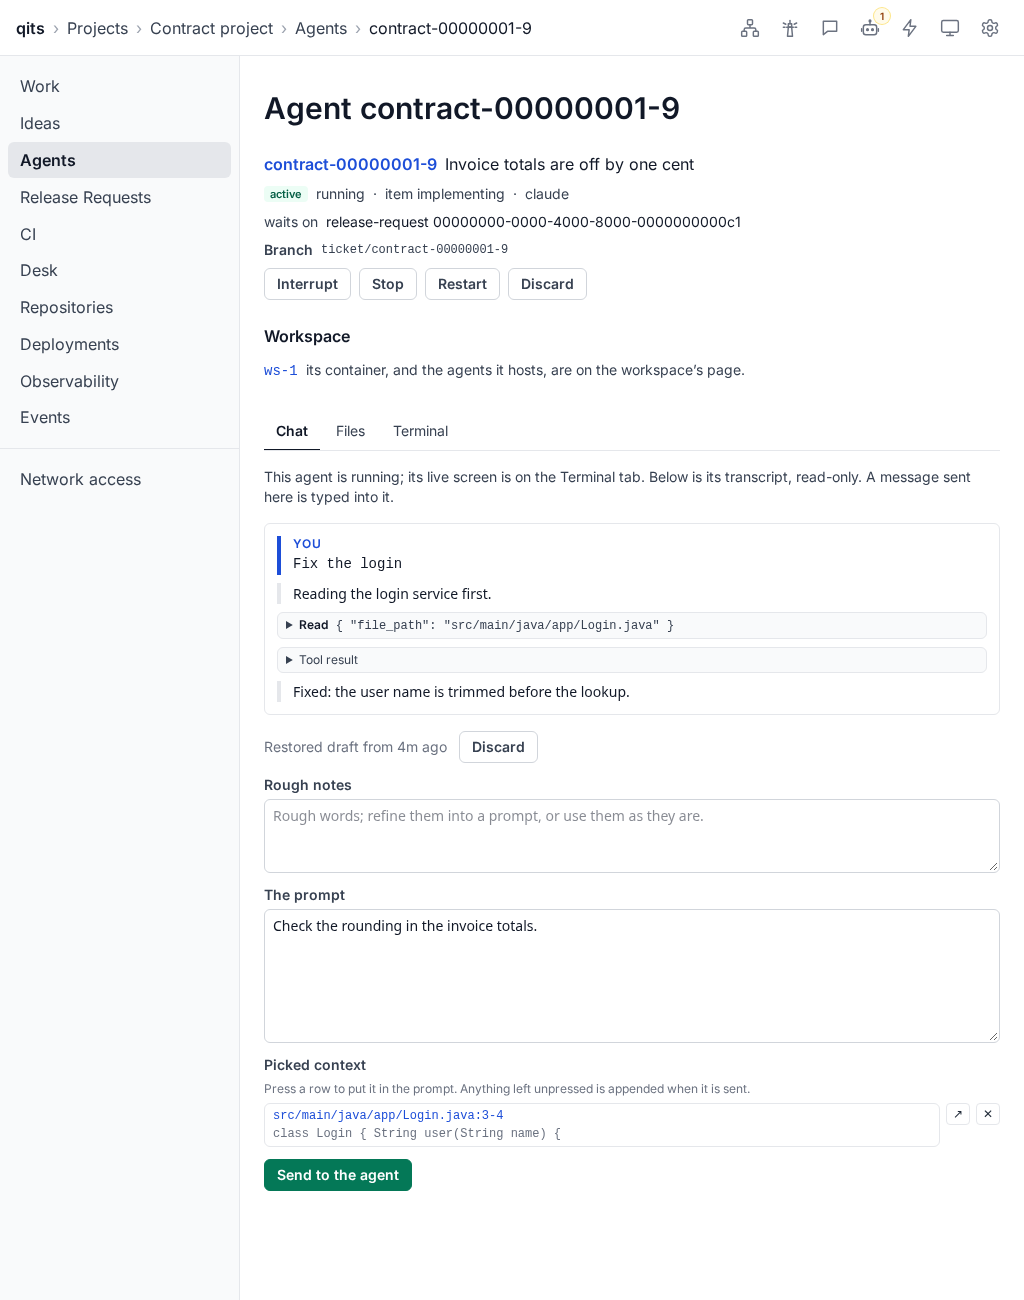 qits › Projects › Contract project › Agents › contract-00000001-9
1
Work
Ideas
Agents
Release Requests
CI
Desk
Repositories
Deployments
Observability
Events
Network access
Agent contract-00000001-9
contract-00000001-9 Invoice totals are off by one cent
active running · item implementing · claude
waits on release-request 00000000-0000-4000-8000-0000000000c1
Branch ticket/contract-00000001-9
Interrupt Stop Restart Discard
Workspace
ws-1 its container, and the agents it hosts, are on the workspace’s page.
Chat Files Terminal
This agent is running; its live screen is on the Terminal tab. Below is its transcript, read-only. A message sent
here is typed into it.
YOU
Fix the login
Reading the login service first.
Read { "file_path": "src/main/java/app/Login.java" }
Tool result
Fixed: the user name is trimmed before the lookup.
Restored draft from 4m ago Discard
Rough notes
Rough words; refine them into a prompt, or use them as they are.
The prompt
Check the rounding in the invoice totals.
Picked context
Press a row to put it in the prompt. Anything left unpressed is appended when it is sent.
src/main/java/app/Login.java:3-4
class Login { String user(String name) {
Send to the agent